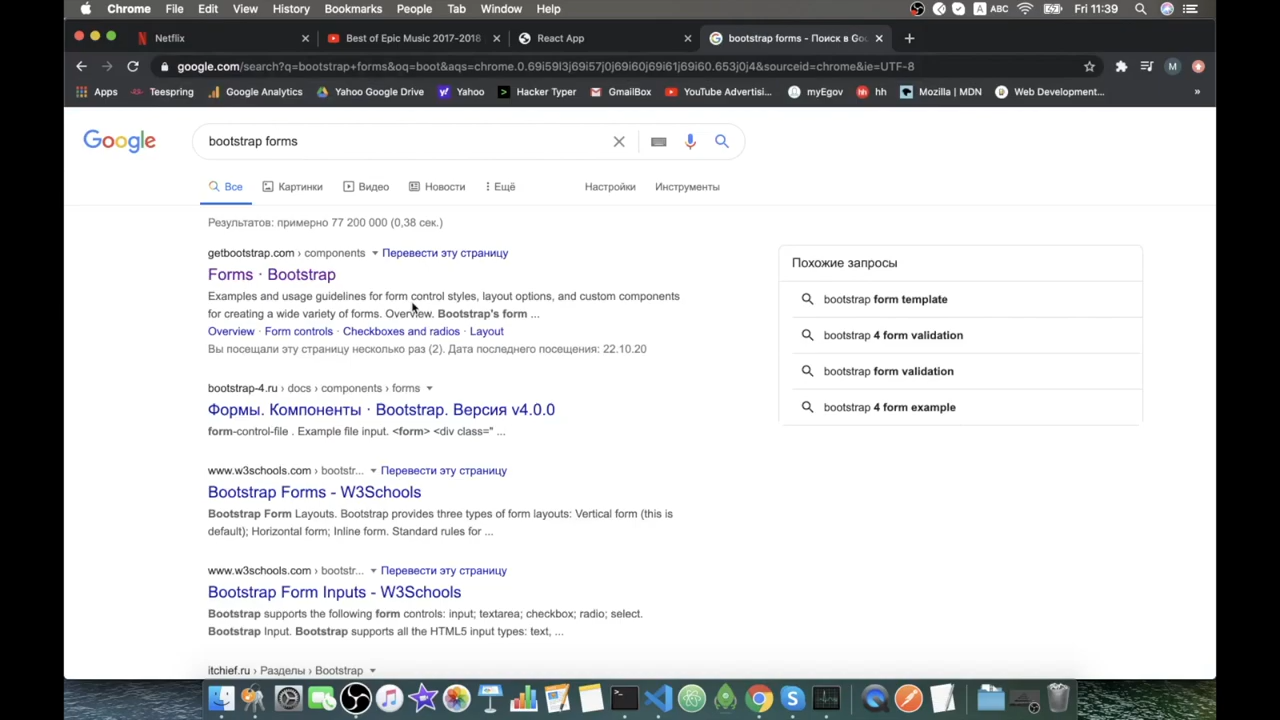 Chrome File Edit View History Bookmarks People Tab Window Help
A ABC Fri 11:39
Netflix
Best of Epic Music 2017-2018
React App
bootstrap forms - Поиск в Goo
google.com/search?q=bootstrap+forms&oq=boot&aqs=chrome.0.69i59l3j69i57j0j69i60j69i61j69i60.653j0j4&sourceid=chrome&ie=UTF-8
M
Apps Teespring Google Analytics Yahoo Google Drive Yahoo Hacker Typer GmailBox YouTube Advertisi... myEgov hh Mozilla | MDN Web Development... »
Google
bootstrap forms
Все Картинки Видео Новости Ещё Настройки Инструменты
Результатов: примерно 77 200 000 (0,38 сек.)
getbootstrap.com › components Перевести эту страницу
Forms · Bootstrap
Examples and usage guidelines for form control styles, layout options, and custom components
for creating a wide variety of forms. Overview. Bootstrap's form ...
Overview · Form controls · Checkboxes and radios · Layout
Вы посещали эту страницу несколько раз (2). Дата последнего посещения: 22.10.20
bootstrap-4.ru › docs › components › forms
Формы. Компоненты · Bootstrap. Версия v4.0.0
form-control-file . Example file input. <form> <div class=" ...
www.w3schools.com › bootstr... Перевести эту страницу
Bootstrap Forms - W3Schools
Bootstrap Form Layouts. Bootstrap provides three types of form layouts: Vertical form (this is
default); Horizontal form; Inline form. Standard rules for ...
www.w3schools.com › bootstr... Перевести эту страницу
Bootstrap Form Inputs - W3Schools
Bootstrap supports the following form controls: input; textarea; checkbox; radio; select.
Bootstrap Input. Bootstrap supports all the HTML5 input types: text, ...
itchief.ru › Разделы › Bootstrap
Похожие запросы
bootstrap form template
bootstrap 4 form validation
bootstrap form validation
bootstrap 4 form example